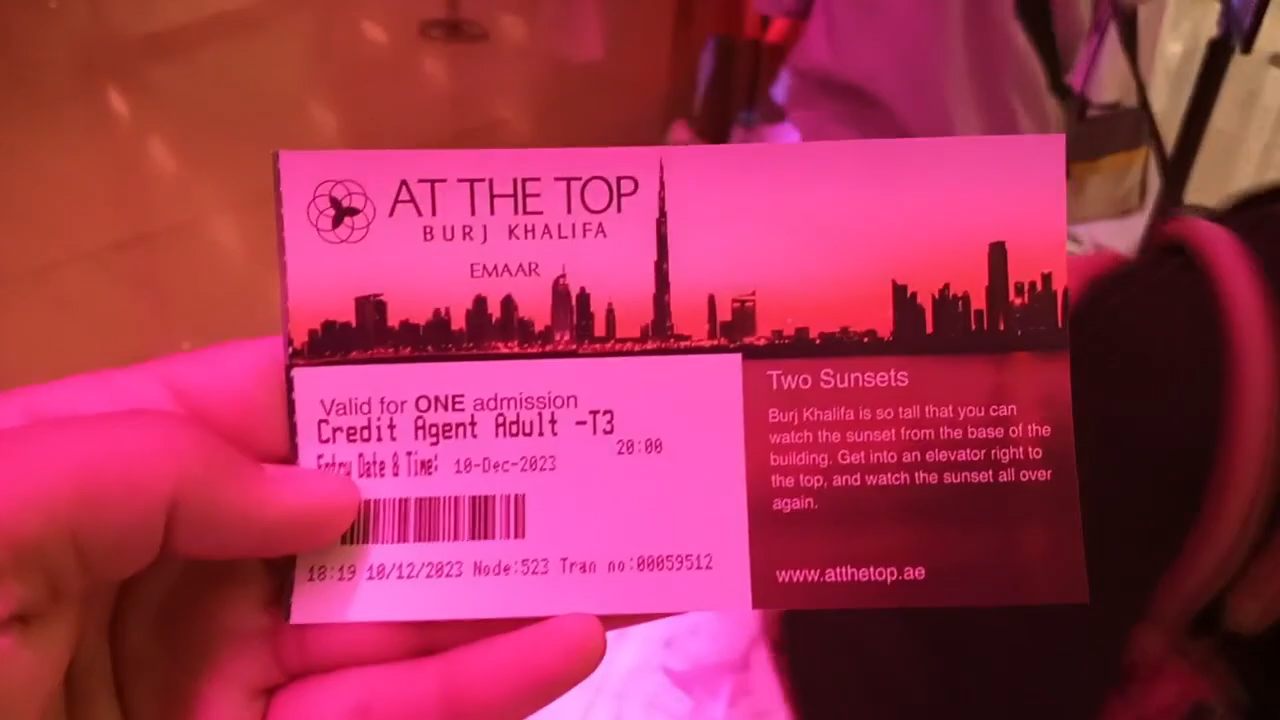 AT THE TOP
BURJ KHALIFA
EMAAR
Valid for ONE admission
Credit Agent Adult -T3
20:00
Entry Date & Time: 10-Dec-2023
18:19 10/12/2023 Node:523 Tran no:00059512
Two Sunsets
Burj Khalifa is so tall that you can
watch the sunset from the base of the
building. Get into an elevator right to
the top, and watch the sunset all over
again.
www.atthetop.ae